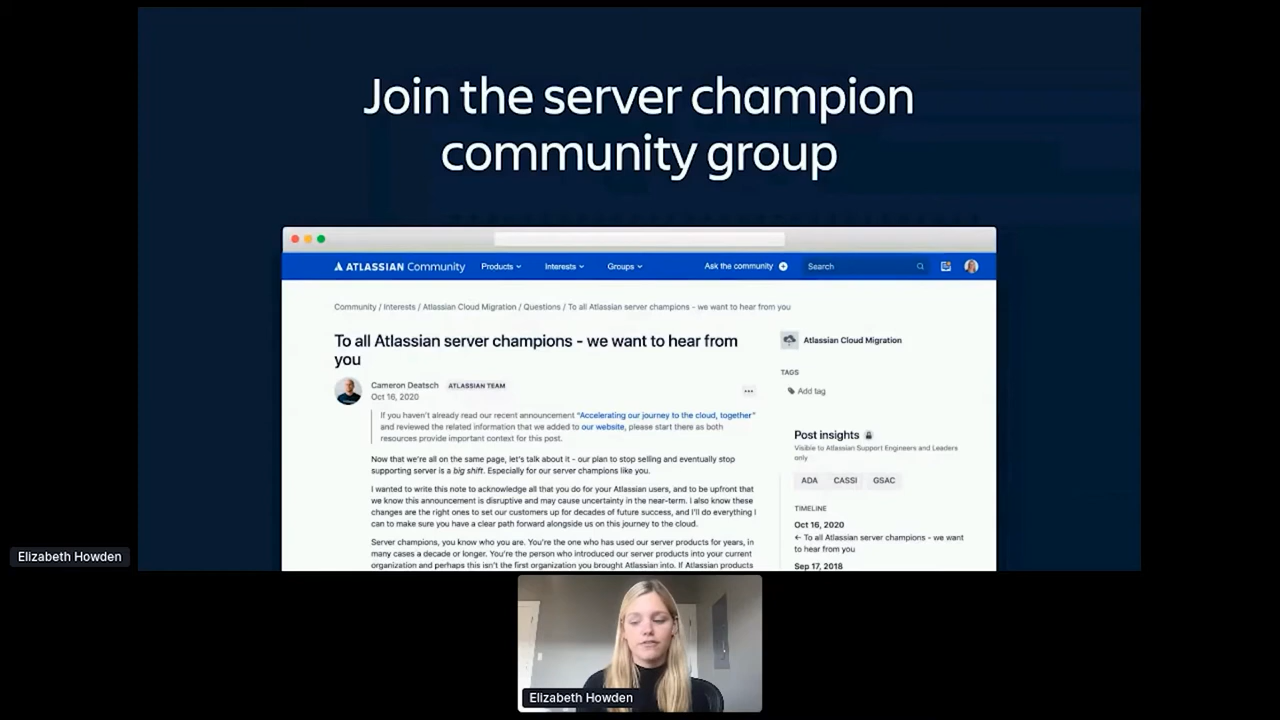 Join the server champion
community group
ATLASSIAN Community
Products
Interests
Groups
Ask the community
Search
Community / Interests / Atlassian Cloud Migration / Questions / To all Atlassian server champions - we want to hear from you
To all Atlassian server champions - we want to hear from
you
Cameron Deatsch ATLASSIAN TEAM
Oct 16, 2020
If you haven't already read our recent announcement "Accelerating our journey to the cloud, together"
and reviewed the related information that we added to our website, please start there as both
resources provide important context for this post.
Now that we're all on the same page, let's talk about it - our plan to stop selling and eventually stop
supporting server is a big shift. Especially for our server champions like you.
I wanted to write this note to acknowledge all that you do for your Atlassian users, and to be upfront that
we know this announcement is disruptive and may cause uncertainty in the near-term. I also know these
changes are the right ones to set our customers up for decades of future success, and I'll do everything I
can to make sure you have a clear path forward alongside us on this journey to the cloud.
Server champions, you know who you are. You're the one who has used our server products for years, in
many cases a decade or longer. You're the person who introduced our server products into your current
organization and perhaps this isn't the first organization you brought Atlassian into. If Atlassian products
Atlassian Cloud Migration
TAGS
Add tag
Post insights
Visible to Atlassian Support Engineers and Leaders
only
ADA CASSI GSAC
TIMELINE
Oct 16, 2020
← To all Atlassian server champions - we want
to hear from you
Sep 17, 2018
Elizabeth Howden
Elizabeth Howden